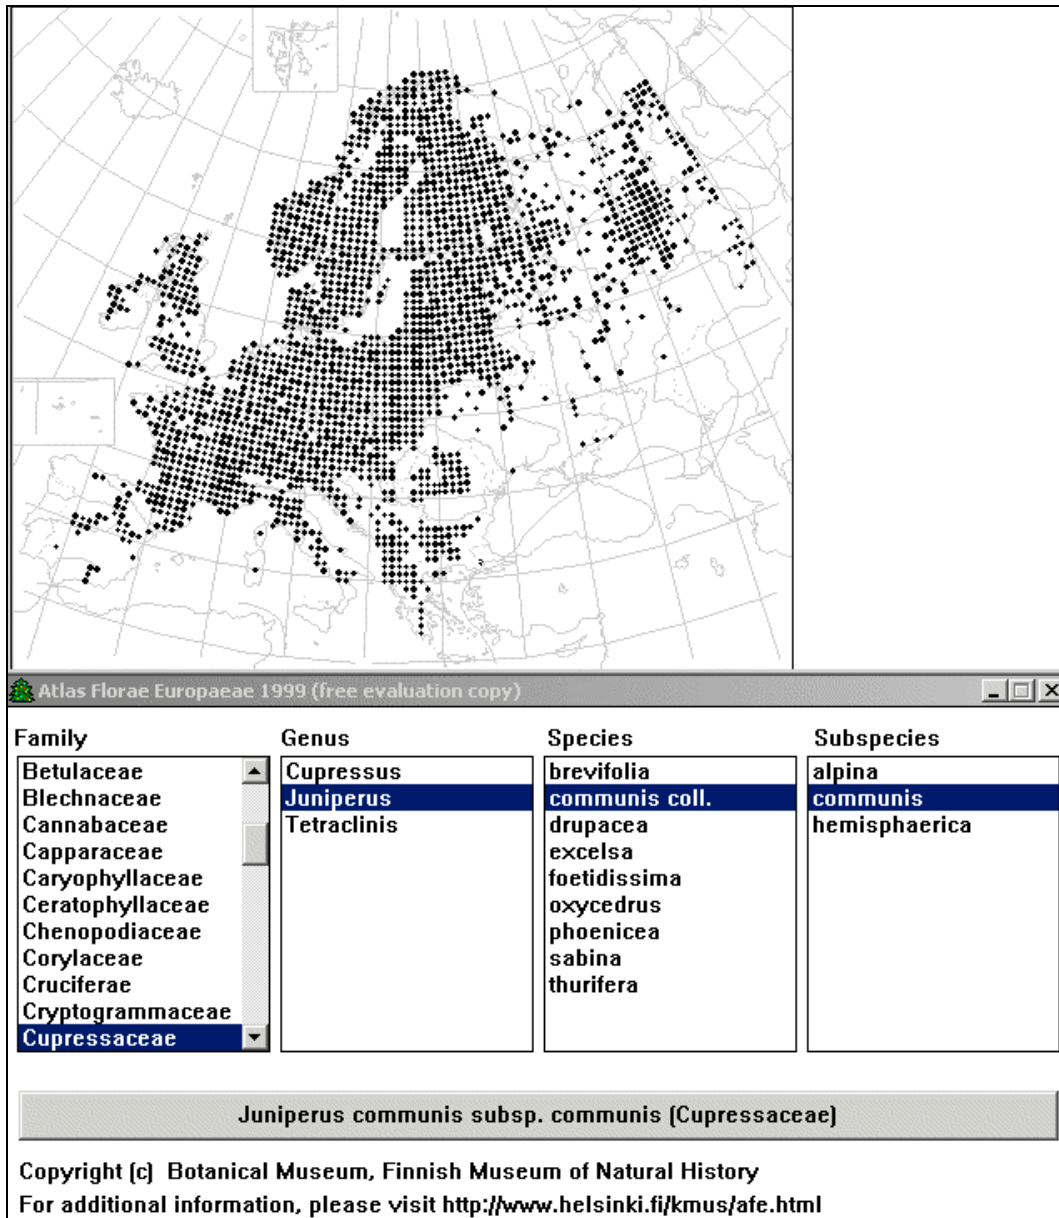 Atlas Florae Europaeae 1999 (free evaluation copy)
Family
Betulaceae
Blechnaceae
Cannabaceae
Capparaceae
Caryophyllaceae
Ceratophyllaceae
Chenopodiaceae
Corylaceae
Cruciferae
Cryptogrammaceae
Cupressaceae
Genus
Cupressus
Juniperus
Tetraclinis
Species
brevifolia
communis coll.
drupacea
excelsa
foetidissima
oxycedrus
phoenicea
sabina
thurifera
Subspecies
alpina
communis
hemisphaerica
Juniperus communis subsp. communis (Cupressaceae)
Copyright (c) Botanical Museum, Finnish Museum of Natural History
For additional information, please visit http://www.helsinki.fi/kmus/afe.html